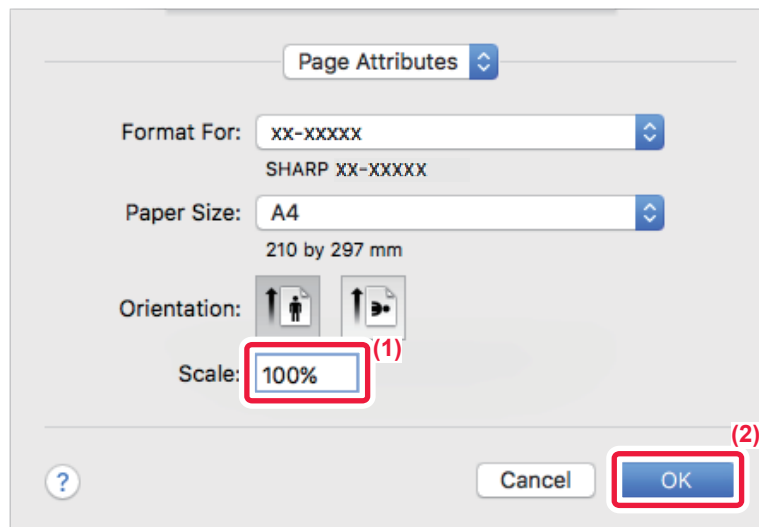 Page Attributes
Format For: xx-xxxxx
SHARP xx-xxxxx
Paper Size: A4
210 by 297 mm
Orientation:
(1)
Scale: 100%
(2)
? Cancel OK